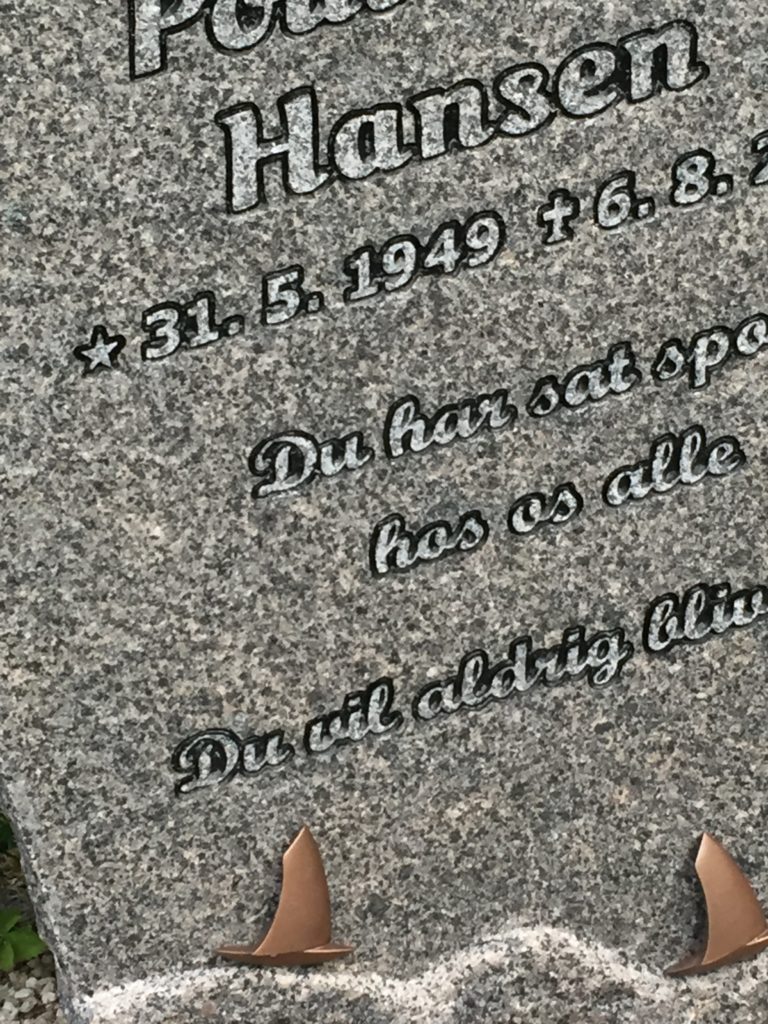 Hansen
★ 31. 5. 1949 ✝ 6. 8.
Du har sat
hos os alle
Du vil aldrig